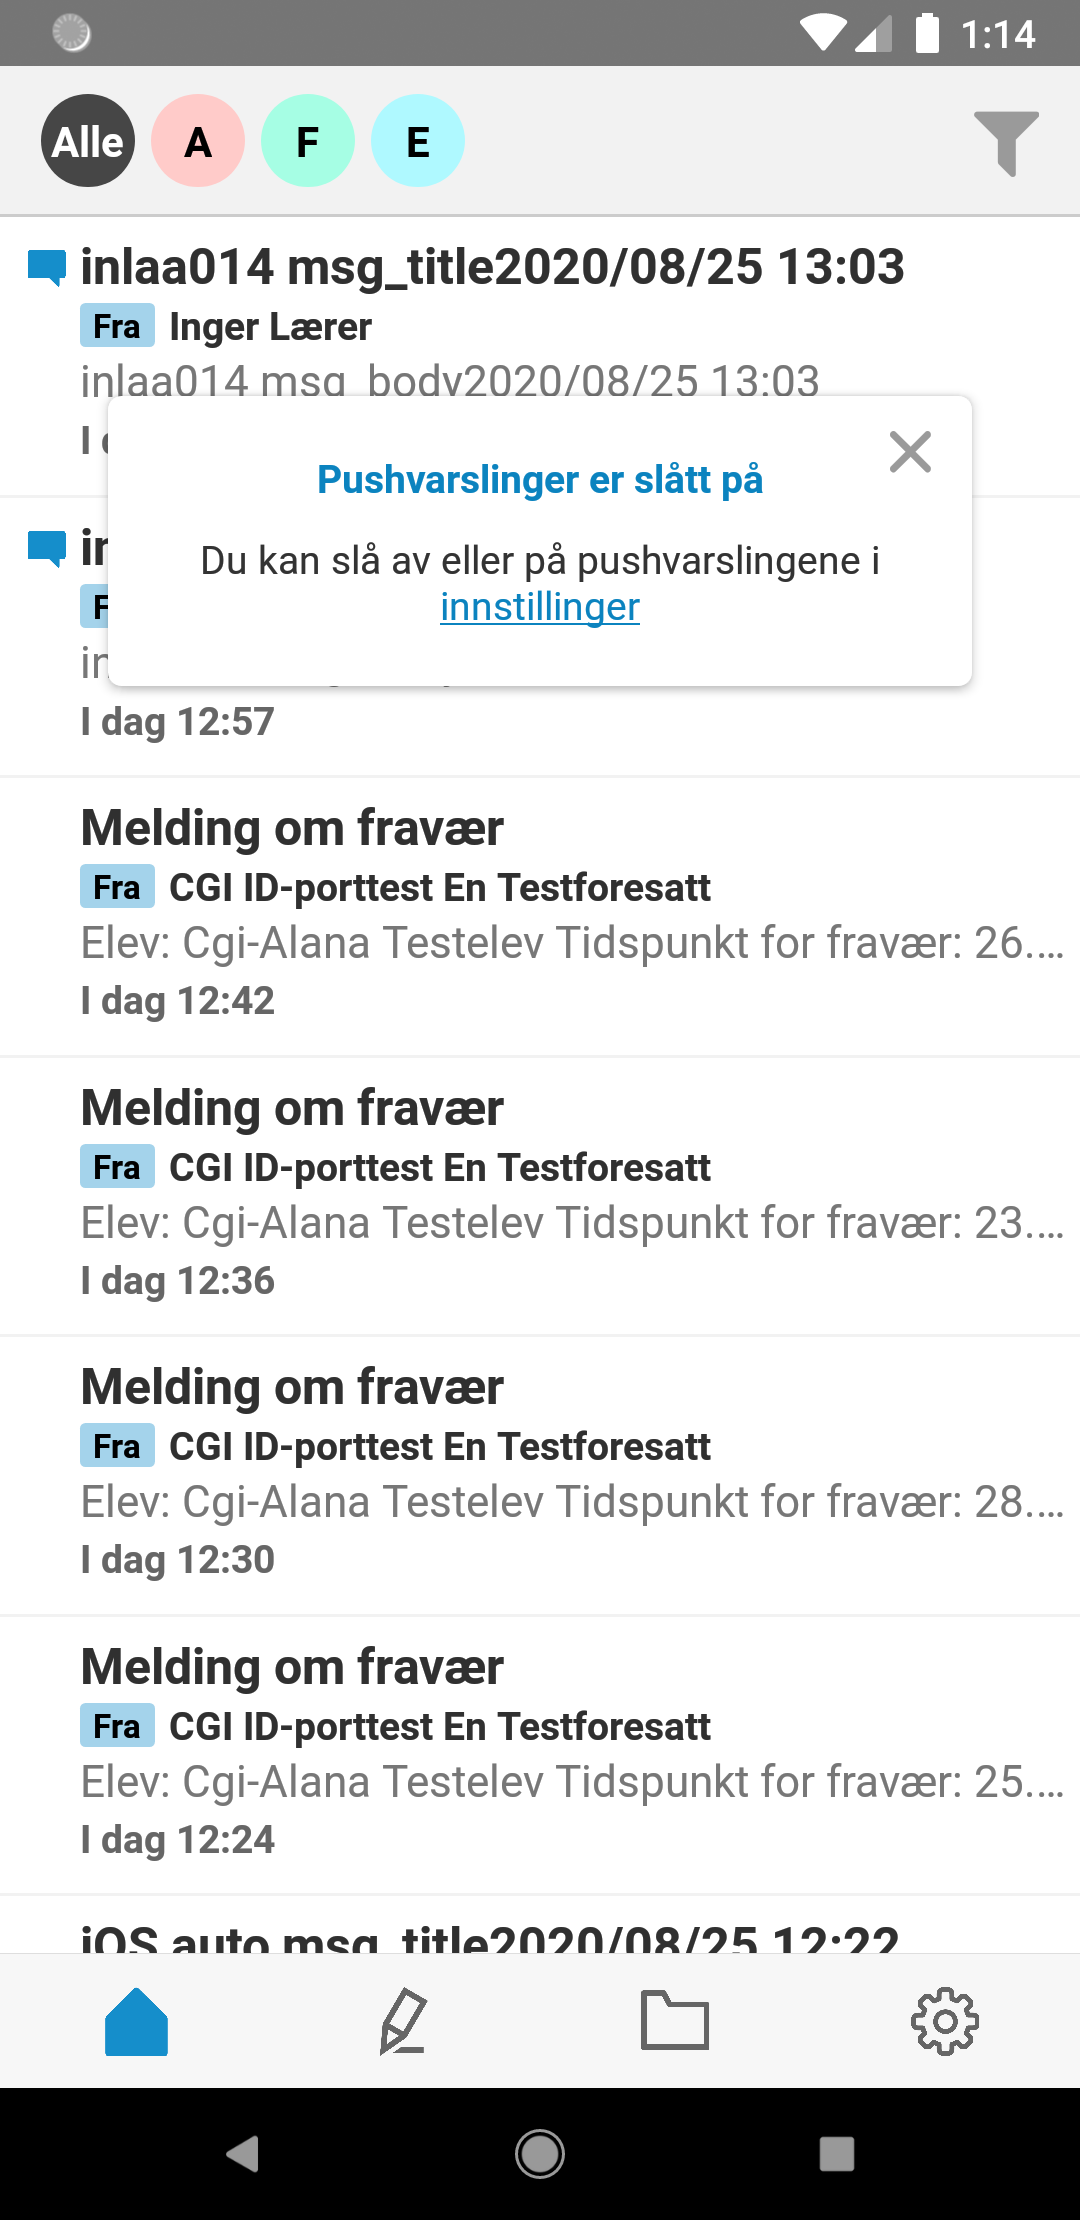 1:14
Alle A F E
inlaa014 msg_title2020/08/25 13:03
Fra Inger Lærer
inlaa014 msg_body2020/08/25 13:03
Pushvarslinger er slått på
Du kan slå av eller på pushvarslingene i
innstillinger
I dag 12:57
Melding om fravær
Fra CGI ID-porttest En Testforesatt
Elev: Cgi-Alana Testelev Tidspunkt for fravær: 26....
I dag 12:42
Melding om fravær
Fra CGI ID-porttest En Testforesatt
Elev: Cgi-Alana Testelev Tidspunkt for fravær: 23....
I dag 12:36
Melding om fravær
Fra CGI ID-porttest En Testforesatt
Elev: Cgi-Alana Testelev Tidspunkt for fravær: 28....
I dag 12:30
Melding om fravær
Fra CGI ID-porttest En Testforesatt
Elev: Cgi-Alana Testelev Tidspunkt for fravær: 25....
I dag 12:24
iOS auto msg_title2020/08/25 12:22